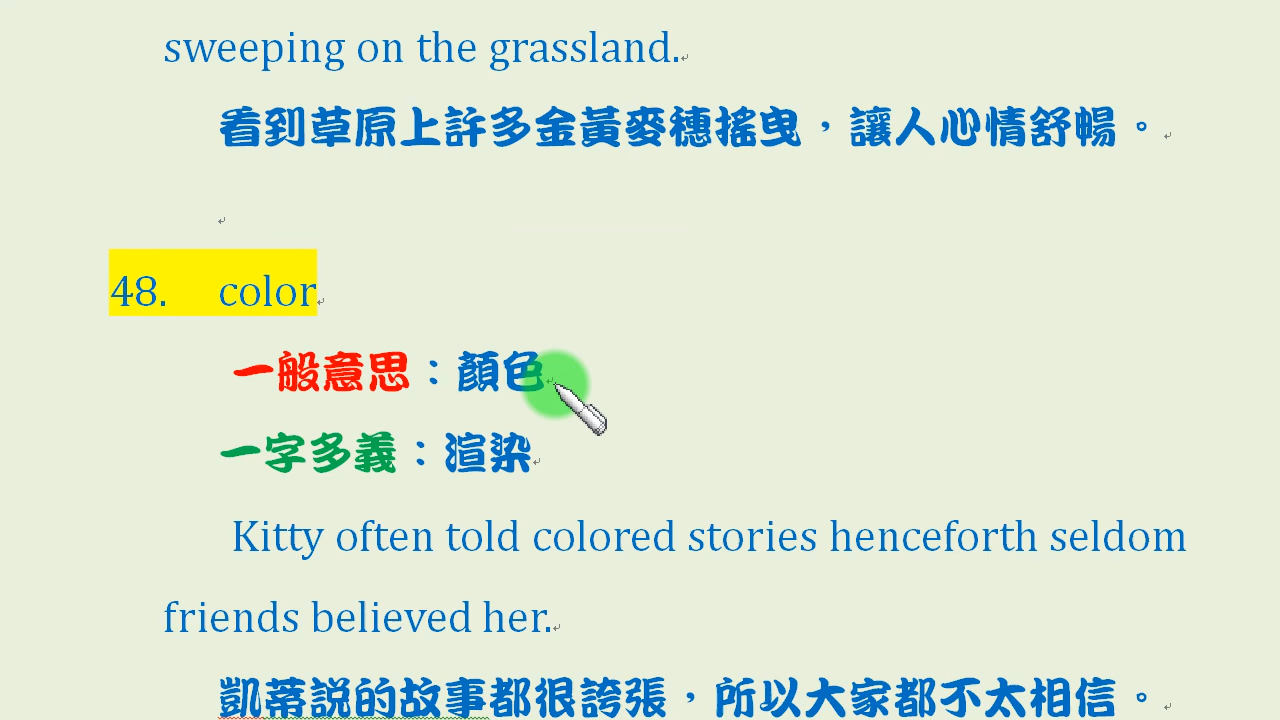 sweeping on the grassland.
看到草原上許多金黃麥穗搖曳，讓人心情舒暢。
48. color
一般意思：顏色
一字多義：渲染
Kitty often told colored stories henceforth seldom
friends believed her.
凱蒂説的故事都很誇張，所以大家都不太相信。